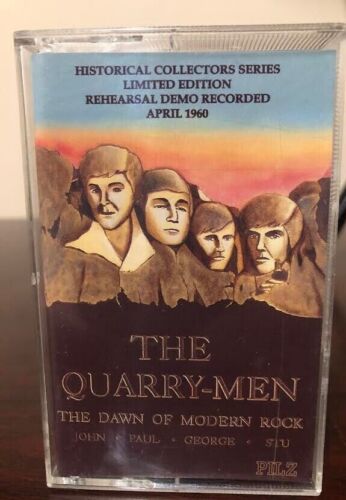 HISTORICAL COLLECTORS SERIES
LIMITED EDITION
REHEARSAL DEMO RECORDED
APRIL 1960
THE
QUARRY-MEN
THE DAWN OF MODERN ROCK
JOHN • PAUL • GEORGE • STU
PILZ